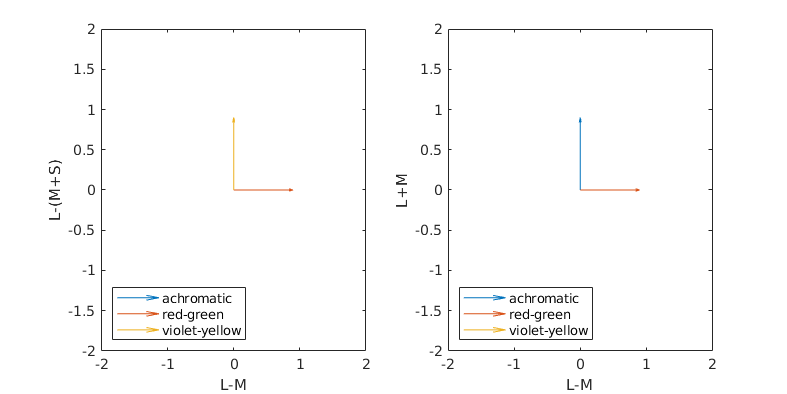 2
1.5
1
0.5
0
-0.5
-1
-1.5
-2
L-(M+S)
achromatic
red-green
violet-yellow
-2 -1 0 1 2
L-M
2
1.5
1
0.5
0
-0.5
-1
-1.5
-2
L+M
achromatic
red-green
violet-yellow
-2 -1 0 1 2
L-M